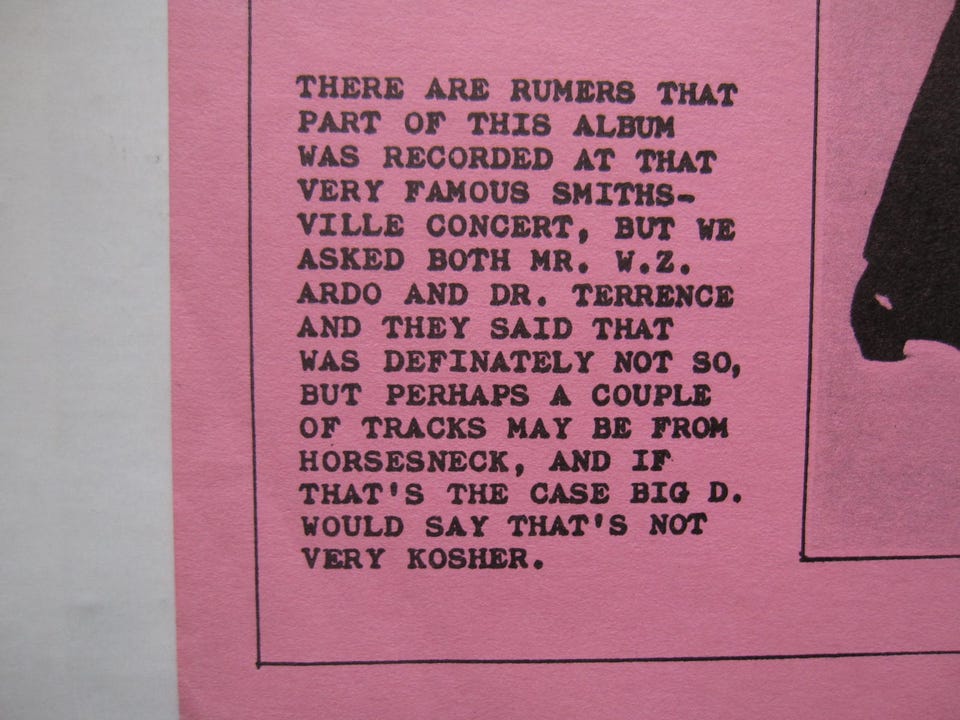 THERE ARE RUMERS THAT
PART OF THIS ALBUM
WAS RECORDED AT THAT
VERY FAMOUS SMITHS-
VILLE CONCERT, BUT WE
ASKED BOTH MR. W.Z.
ARDO AND DR. TERRENCE
AND THEY SAID THAT
WAS DEFINATELY NOT SO,
BUT PERHAPS A COUPLE
OF TRACKS MAY BE FROM
HORSESNECK, AND IF
THAT'S THE CASE BIG D.
WOULD SAY THAT'S NOT
VERY KOSHER.